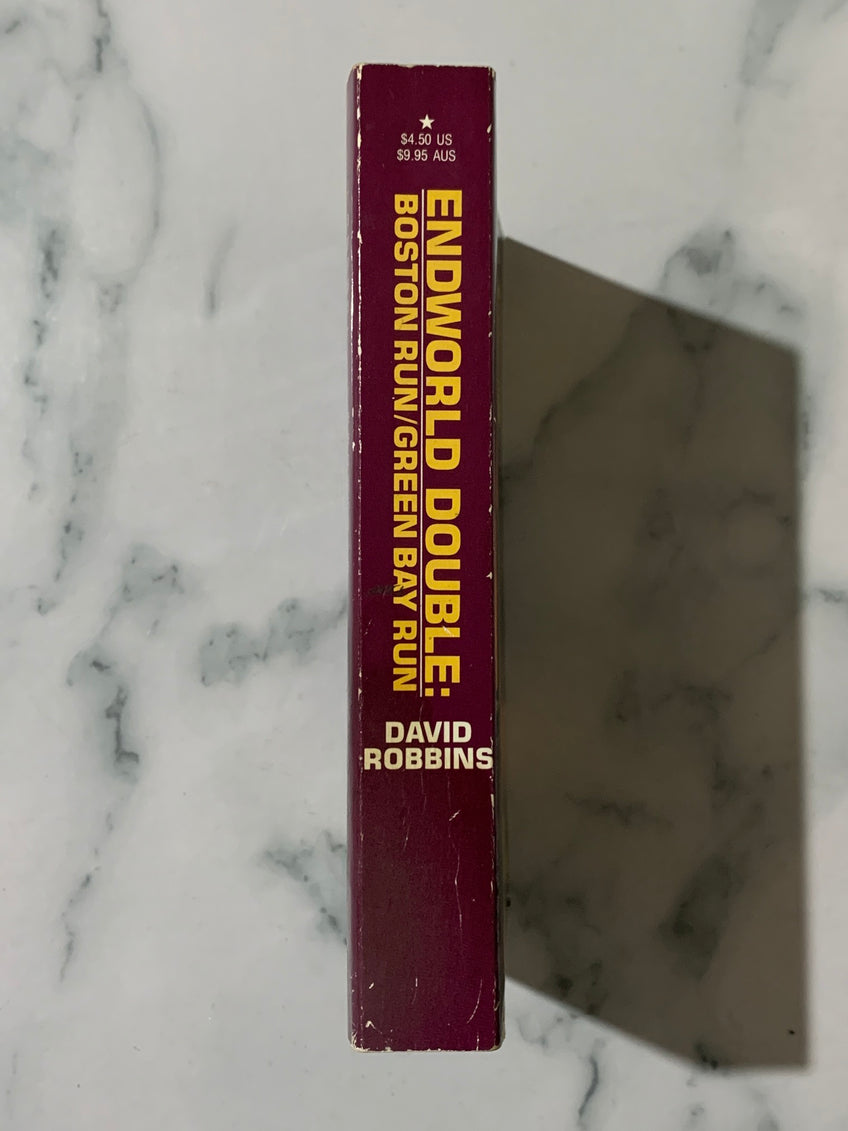 $4.50 US
$9.95 AUS
ENDWORLD DOUBLE:
BOSTON RUN/GREEN BAY RUN
DAVID
ROBBINS